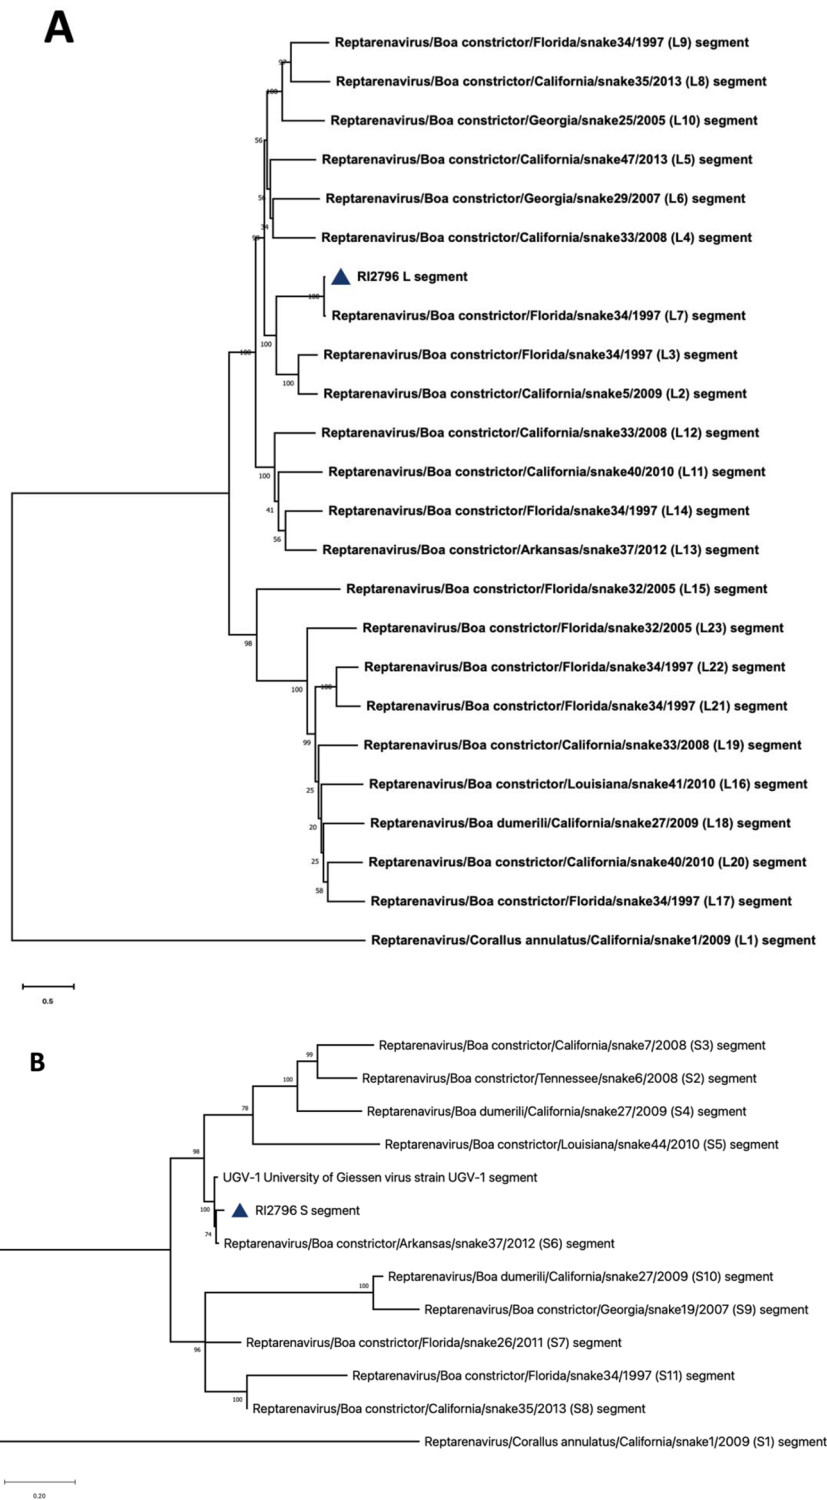 A
Reptarenavirus/Boa constrictor/Florida/snake34/1997 (L9) segment
97
Reptarenavirus/Boa constrictor/California/snake35/2013 (L8) segment
100
Reptarenavirus/Boa constrictor/Georgia/snake25/2005 (L10) segment
56
Reptarenavirus/Boa constrictor/California/snake47/2013 (L5) segment
Reptarenavirus/Boa constrictor/Georgia/snake29/2007 (L6) segment
34
Reptarenavirus/Boa constrictor/California/snake33/2008 (L4) segment
RI2796 L segment
100
Reptarenavirus/Boa constrictor/Florida/snake34/1997 (L7) segment
100
Reptarenavirus/Boa constrictor/Florida/snake34/1997 (L3) segment
100
100
Reptarenavirus/Boa constrictor/California/snake5/2009 (L2) segment
Reptarenavirus/Boa constrictor/California/snake33/2008 (L12) segment
100
Reptarenavirus/Boa constrictor/California/snake40/2010 (L11) segment
41
Reptarenavirus/Boa constrictor/Florida/snake34/1997 (L14) segment
56
Reptarenavirus/Boa constrictor/Arkansas/snake37/2012 (L13) segment
Reptarenavirus/Boa constrictor/Florida/snake32/2005 (L15) segment
Reptarenavirus/Boa constrictor/Florida/snake32/2005 (L23) segment
98
Reptarenavirus/Boa constrictor/Florida/snake34/1997 (L22) segment
100
100
Reptarenavirus/Boa constrictor/Florida/snake34/1997 (L21) segment
99
Reptarenavirus/Boa constrictor/California/snake33/2008 (L19) segment
25
Reptarenavirus/Boa constrictor/Louisiana/snake41/2010 (L16) segment
20
Reptarenavirus/Boa dumerili/California/snake27/2009 (L18) segment
25
Reptarenavirus/Boa constrictor/California/snake40/2010 (L20) segment
58
Reptarenavirus/Boa constrictor/Florida/snake34/1997 (L17) segment
Reptarenavirus/Corallus annulatus/California/snake1/2009 (L1) segment
0.5
B
Reptarenavirus/Boa constrictor/California/snake7/2008 (S3) segment
99
Reptarenavirus/Boa constrictor/Tennessee/snake6/2008 (S2) segment
100
Reptarenavirus/Boa dumerili/California/snake27/2009 (S4) segment
78
Reptarenavirus/Boa constrictor/Louisiana/snake44/2010 (S5) segment
98
UGV-1 University of Giessen virus strain UGV-1 segment
100
RI2796 S segment
74
Reptarenavirus/Boa constrictor/Arkansas/snake37/2012 (S6) segment
Reptarenavirus/Boa dumerili/California/snake27/2009 (S10) segment
100
Reptarenavirus/Boa constrictor/Georgia/snake19/2007 (S9) segment
Reptarenavirus/Boa constrictor/Florida/snake26/2011 (S7) segment
96
Reptarenavirus/Boa constrictor/Florida/snake34/1997 (S11) segment
100
Reptarenavirus/Boa constrictor/California/snake35/2013 (S8) segment
Reptarenavirus/Corallus annulatus/California/snake1/2009 (S1) segment
0.20